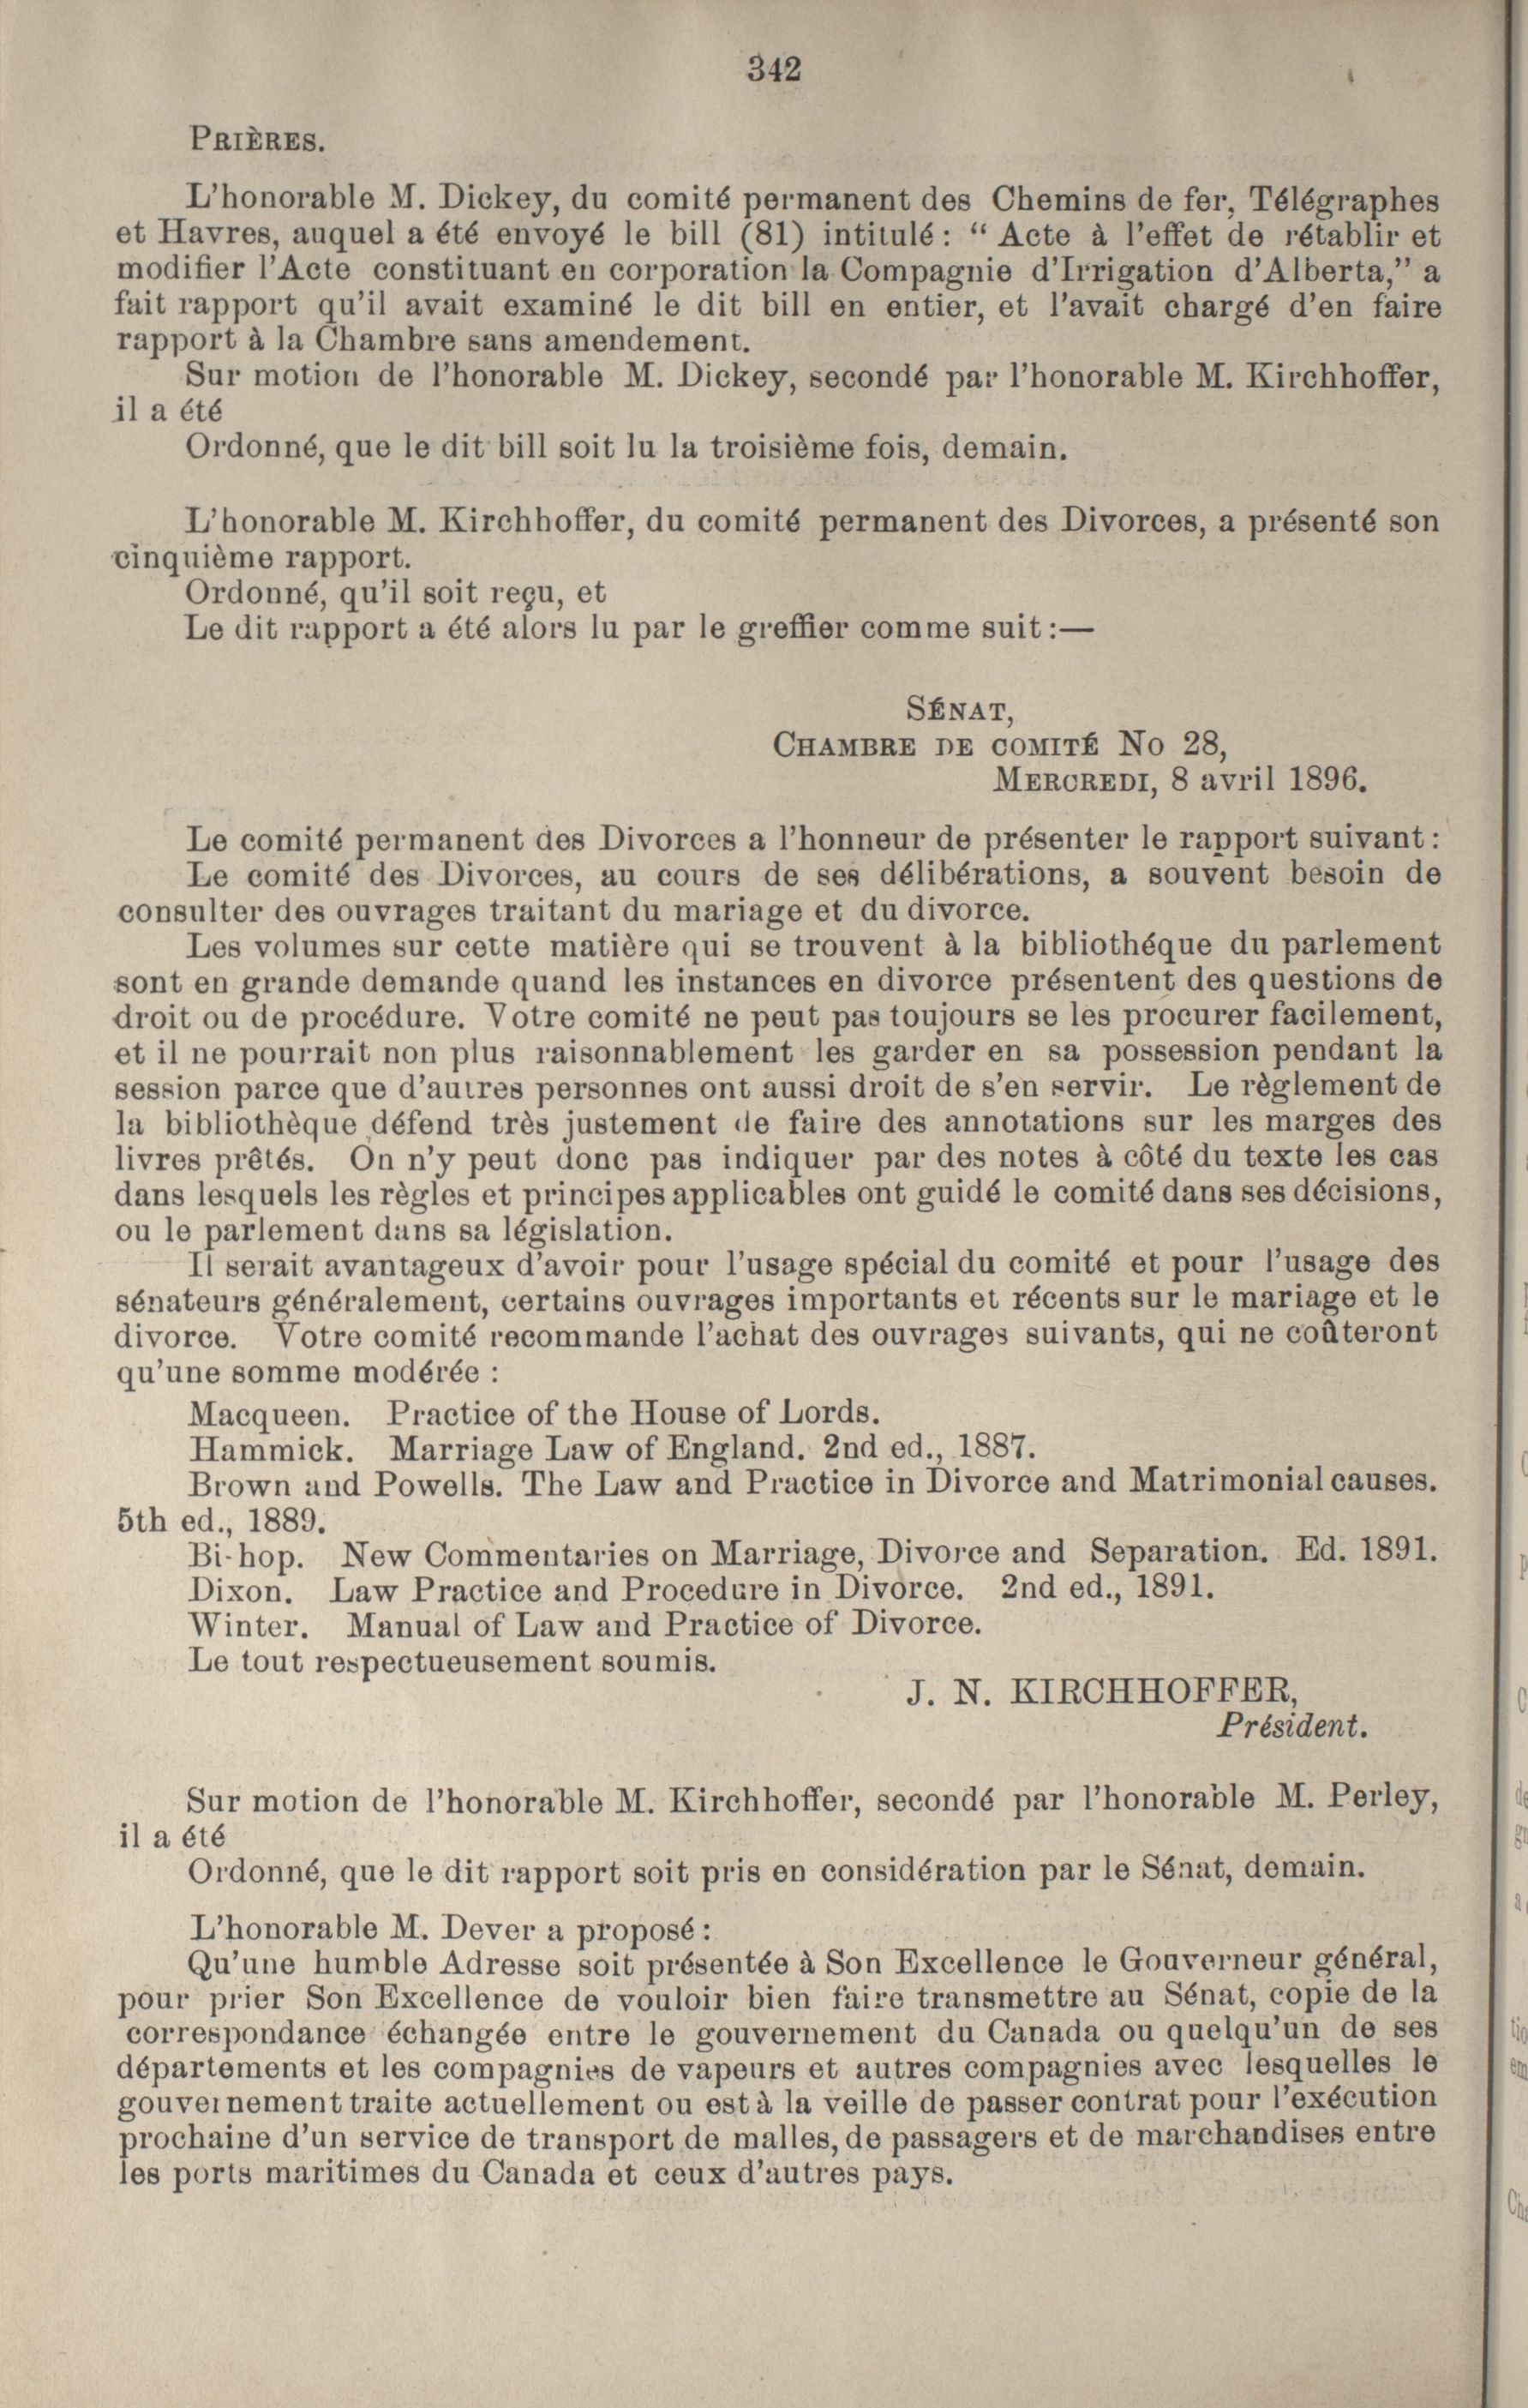 342
PRIÈRES.
L'honorable M. Dickey, du comité permanent des Chemins de fer, Télégraphes
et Havres, auquel a été envoyé le bill (81) intitulé : “ Acte à l'effet de rétablir et
modifier l'Acte constituant en corporation la Compagnie d'Irrigation d'Alberta,” a
fait rapport qu'il avait examiné le dit bill en entier, et l'avait chargé d'en faire
rapport à la Chambre sans amendement.
Sur motion de l'honorable M. Dickey, secondé par l'honorable M. Kirchhoffer,
il a été
Ordonné, que le dit bill soit lu la troisième fois, demain.
L'honorable M. Kirchhoffer, du comité permanent des Divorces, a présenté son
cinquième rapport.
Ordonné, qu'il soit reçu, et
Le dit rapport a été alors lu par le greffier comme suit :—
SÉNAT,
CHAMBRE DE COMITÉ No 28,
MERCREDI, 8 avril 1896.
Le comité permanent des Divorces a l'honneur de présenter le rapport suivant :
Le comité des Divorces, au cours de ses délibérations, a souvent besoin de
consulter des ouvrages traitant du mariage et du divorce.
Les volumes sur cette matière qui se trouvent à la bibliothéque du parlement
sont en grande demande quand les instances en divorce présentent des questions de
droit ou de procédure. Votre comité ne peut pas toujours se les procurer facilement,
et il ne pourrait non plus raisonnablement les garder en sa possession pendant la
session parce que d'autres personnes ont aussi droit de s'en servir. Le règlement de
la bibliothèque défend très justement de faire des annotations sur les marges des
livres prêtés. On n'y peut donc pas indiquer par des notes à côté du texte les cas
dans lesquels les règles et principes applicables ont guidé le comité dans ses décisions,
ou le parlement dans sa législation.
Il serait avantageux d'avoir pour l'usage spécial du comité et pour l'usage des
sénateurs généralement, certains ouvrages importants et récents sur le mariage et le
divorce. Votre comité recommande l'achat des ouvrages suivants, qui ne coûteront
qu'une somme modérée :
Macqueen. Practice of the House of Lords.
Hammick. Marriage Law of England. 2nd ed., 1887.
Brown and Powells. The Law and Practice in Divorce and Matrimonial causes.
5th ed., 1889.
Bi-hop. New Commentaries on Marriage, Divorce and Separation. Ed. 1891.
Dixon. Law Practice and Procedure in Divorce. 2nd ed., 1891.
Winter. Manual of Law and Practice of Divorce.
Le tout respectueusement soumis.
J. N. KIRCHHOFFER,
Président.
Sur motion de l'honorable M. Kirchhoffer, secondé par l'honorable M. Perley,
il a été
Ordonné, que le dit rapport soit pris en considération par le Sénat, demain.
L'honorable M. Dever a proposé :
Qu'une humble Adresse soit présentée à Son Excellence le Gouverneur général,
pour prier Son Excellence de vouloir bien faire transmettre au Sénat, copie de la
correspondance échangée entre le gouvernement du Canada ou quelqu'un de ses
départements et les compagnies de vapeurs et autres compagnies avec lesquelles le
gouvernement traite actuellement ou est à la veille de passer contrat pour l'exécution
prochaine d'un service de transport de malles, de passagers et de marchandises entre
les ports maritimes du Canada et ceux d'autres pays.